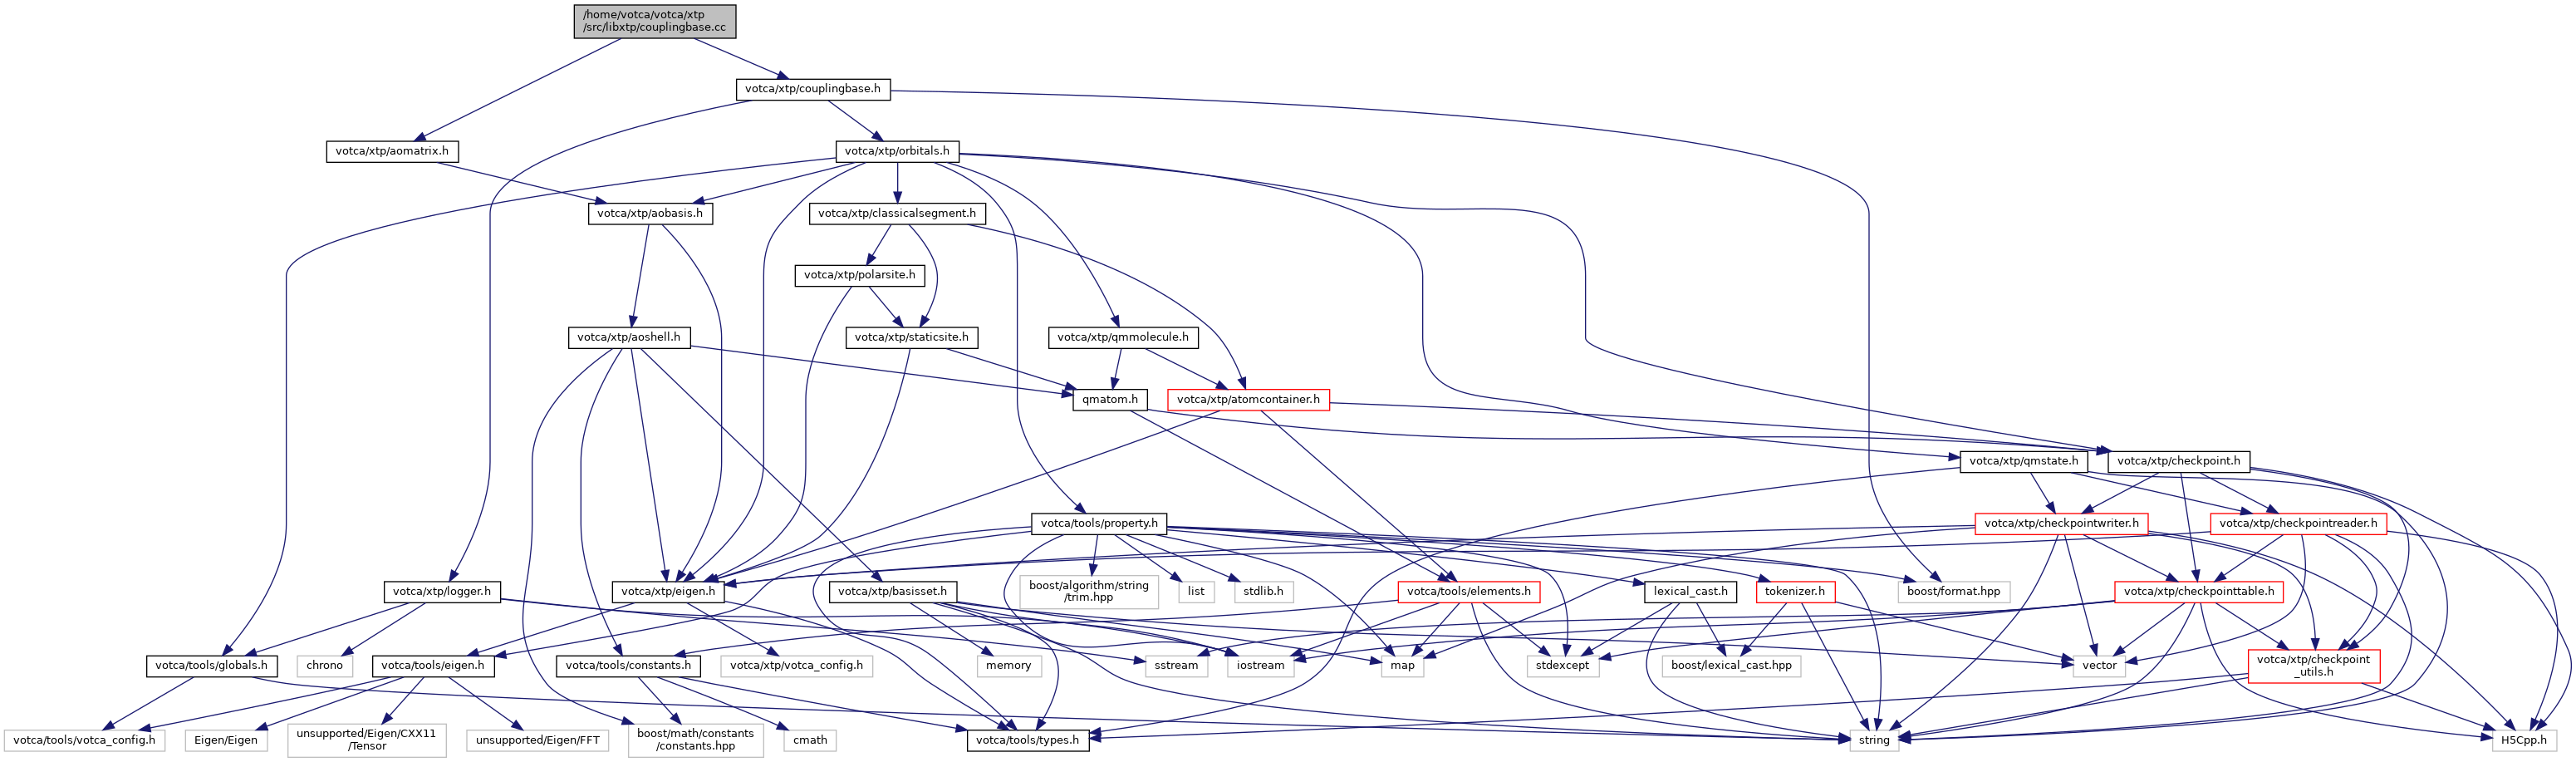 /home/votca/votca/xtp
/src/libxtp/couplingbase.cc
votca/xtp/couplingbase.h
votca/xtp/aomatrix.h
votca/xtp/orbitals.h
votca/xtp/aobasis.h
votca/xtp/classicalsegment.h
votca/xtp/polarsite.h
votca/xtp/aoshell.h
votca/xtp/staticsite.h
votca/xtp/qmmolecule.h
qmatom.h
votca/xtp/atomcontainer.h
votca/xtp/qmstate.h
votca/xtp/checkpoint.h
votca/tools/property.h
votca/xtp/checkpointwriter.h
votca/xtp/checkpointreader.h
votca/xtp/logger.h
votca/xtp/eigen.h
votca/xtp/basisset.h
boost/algorithm/string
/trim.hpp
list
stdlib.h
votca/tools/elements.h
lexical_cast.h
tokenizer.h
boost/format.hpp
votca/xtp/checkpointtable.h
votca/tools/globals.h
chrono
votca/tools/eigen.h
votca/tools/constants.h
votca/xtp/votca_config.h
memory
sstream
iostream
map
stdexcept
boost/lexical_cast.hpp
vector
votca/xtp/checkpoint
_utils.h
votca/tools/votca_config.h
Eigen/Eigen
unsupported/Eigen/CXX11
/Tensor
unsupported/Eigen/FFT
boost/math/constants
/constants.hpp
cmath
votca/tools/types.h
string
H5Cpp.h